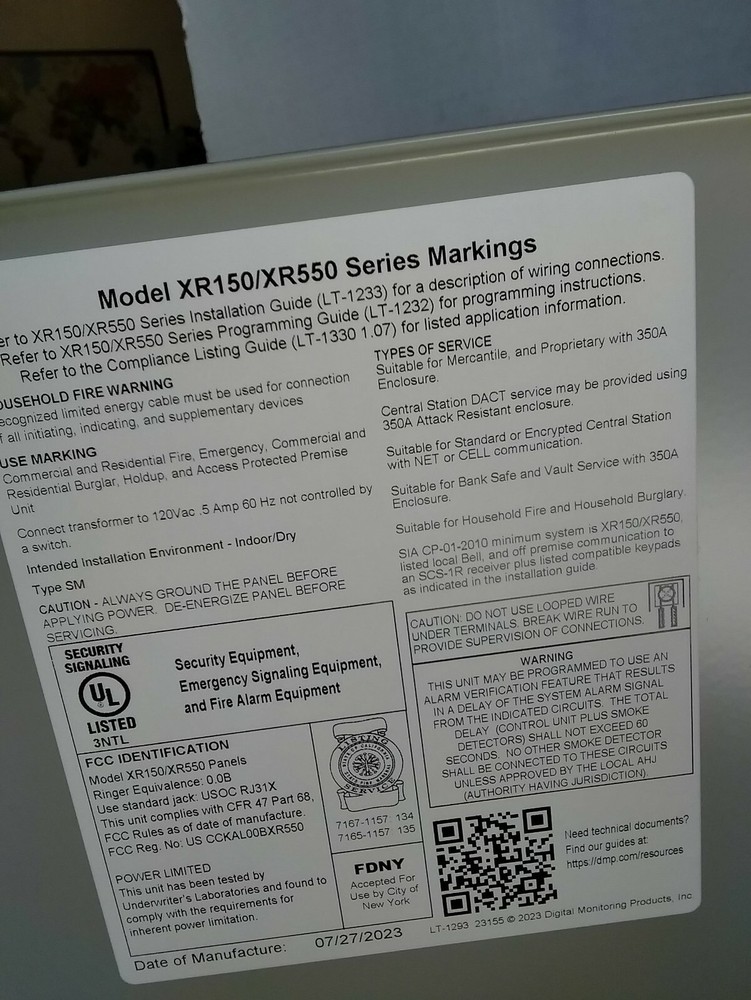 Model XR150/XR550 Series Markings
er to XR150/XR550 Series Installation Guide (LT-1233) for a description of wiring connections.
Refer to XR150/XR550 Series Programming Guide (LT-1232) for programming instructions.
Refer to the Compliance Listing Guide (LT-1330 1.07) for listed application information.
OUSEHOLD FIRE WARNING
ecognized limited energy cable must be used for connection
f all initiating, indicating, and supplementary devices
USE MARKING
Commercial and Residential Fire, Emergency, Commercial and
Residential Burglar, Holdup, and Access Protected Premise
Unit
Connect transformer to 120Vac .5 Amp 60 Hz not controlled by
a switch.
Intended Installation Environment - Indoor/Dry
Type SM
CAUTION - ALWAYS GROUND THE PANEL BEFORE
APPLYING POWER. DE-ENERGIZE PANEL BEFORE
SERVICING.
TYPES OF SERVICE
Suitable for Mercantile, and Proprietary with 350A
Enclosure.
Central Station DACT service may be provided using
350A Attack Resistant enclosure.
Suitable for Standard or Encrypted Central Station
with NET or CELL communication.
Suitable for Bank Safe and Vault Service with 350A
Enclosure.
Suitable for Household Fire and Household Burglary.
SIA CP-01-2010 minimum system is XR150/XR550,
listed local Bell, and off premise communication to
an SCS-1R receiver plus listed compatible keypads
as indicated in the installation guide.
SECURITY
SIGNALING
UL
®
LISTED
3NTL
Security Equipment,
Emergency Signaling Equipment,
and Fire Alarm Equipment
CAUTION: DO NOT USE LOOPED WIRE
UNDER TERMINALS. BREAK WIRE RUN TO
PROVIDE SUPERVISION OF CONNECTIONS.
WARNING
THIS UNIT MAY BE PROGRAMMED TO USE AN
ALARM VERIFICATION FEATURE THAT RESULTS
IN A DELAY OF THE SYSTEM ALARM SIGNAL
FROM THE INDICATED CIRCUITS. THE TOTAL
DELAY (CONTROL UNIT PLUS SMOKE
DETECTORS) SHALL NOT EXCEED 60
SECONDS. NO OTHER SMOKE DETECTOR
SHALL BE CONNECTED TO THESE CIRCUITS
UNLESS APPROVED BY THE LOCAL AHJ
(AUTHORITY HAVING JURISDICTION).
FCC IDENTIFICATION
Model XR150/XR550 Panels
Ringer Equivalence: 0.0B
Use standard jack: USOC RJ31X
This unit complies with CFR 47 Part 68,
FCC Rules as of date of manufacture.
FCC Reg. No: US CCKAL00BXR550
POWER LIMITED
This unit has been tested by
Underwriter's Laboratories and found to
comply with the requirements for
inherent power limitation.
LISTING
SERVICE
7167-1157 134
7165-1157 135
FDNY
Accepted For
Use by City of
New York
Need technical documents?
Find our guides at:
https://dmp.com/resources
Date of Manufacture: 07/27/2023
LT-1293 23155 © 2023 Digital Monitoring Products, Inc